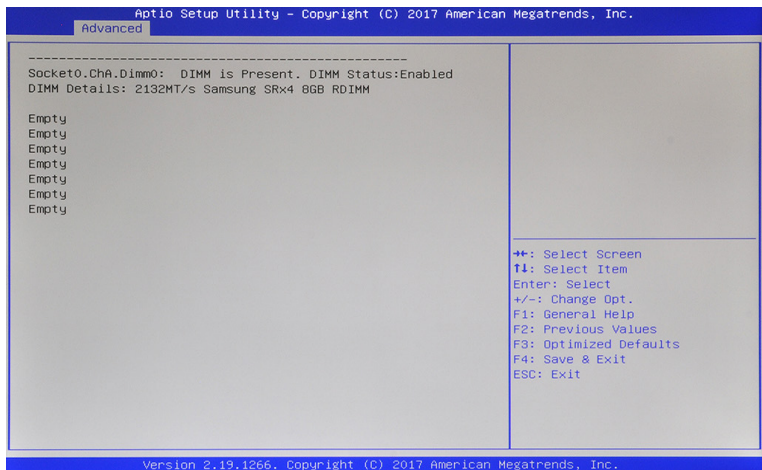 Aptio Setup Utility – Copyright (C) 2017 American Megatrends, Inc.
Advanced
--------------------------------------------------
Socket0.ChA.Dimm0:  DIMM is Present. DIMM Status:Enabled
DIMM Details: 2132MT/s Samsung SRx4 8GB RDIMM
Empty
Empty
Empty
Empty
Empty
Empty
Empty
→←: Select Screen
↑↓: Select Item
Enter: Select
+/-: Change Opt.
F1: General Help
F2: Previous Values
F3: Optimized Defaults
F4: Save & Exit
ESC: Exit
Version 2.19.1266. Copyright (C) 2017 American Megatrends, Inc.